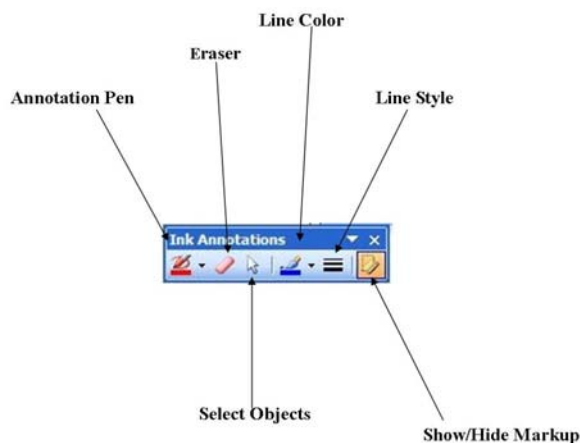 Line Color
Eraser
Annotation Pen
Line Style
Ink Annotations
Select Objects
Show/Hide Markup